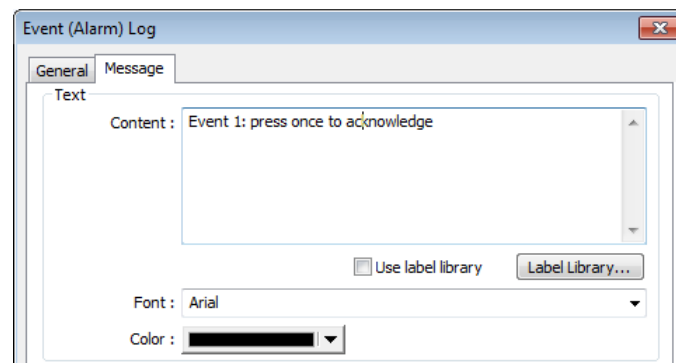 Event (Alarm) Log
General Message
Text
Content : Event 1: press once to acknowledge
Use label library Label Library...
Font : Arial
Color :